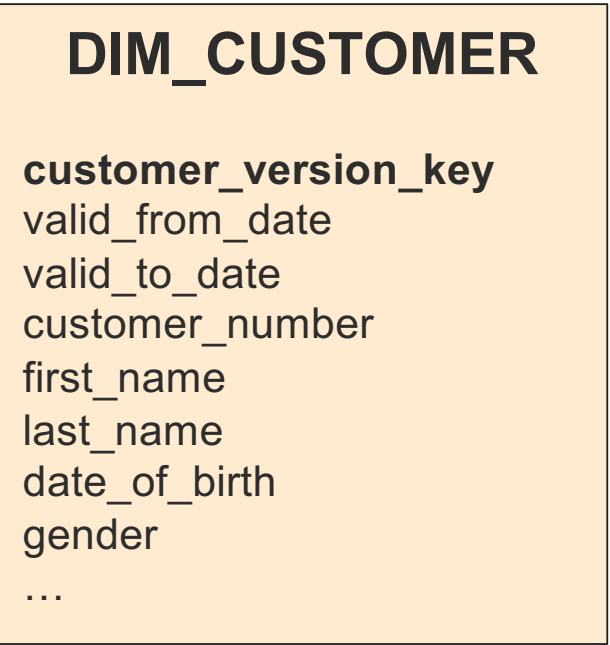 DIM_CUSTOMER
customer_version_key
valid_from_date
valid_to_date
customer_number
first_name
last_name
date_of_birth
gender
…